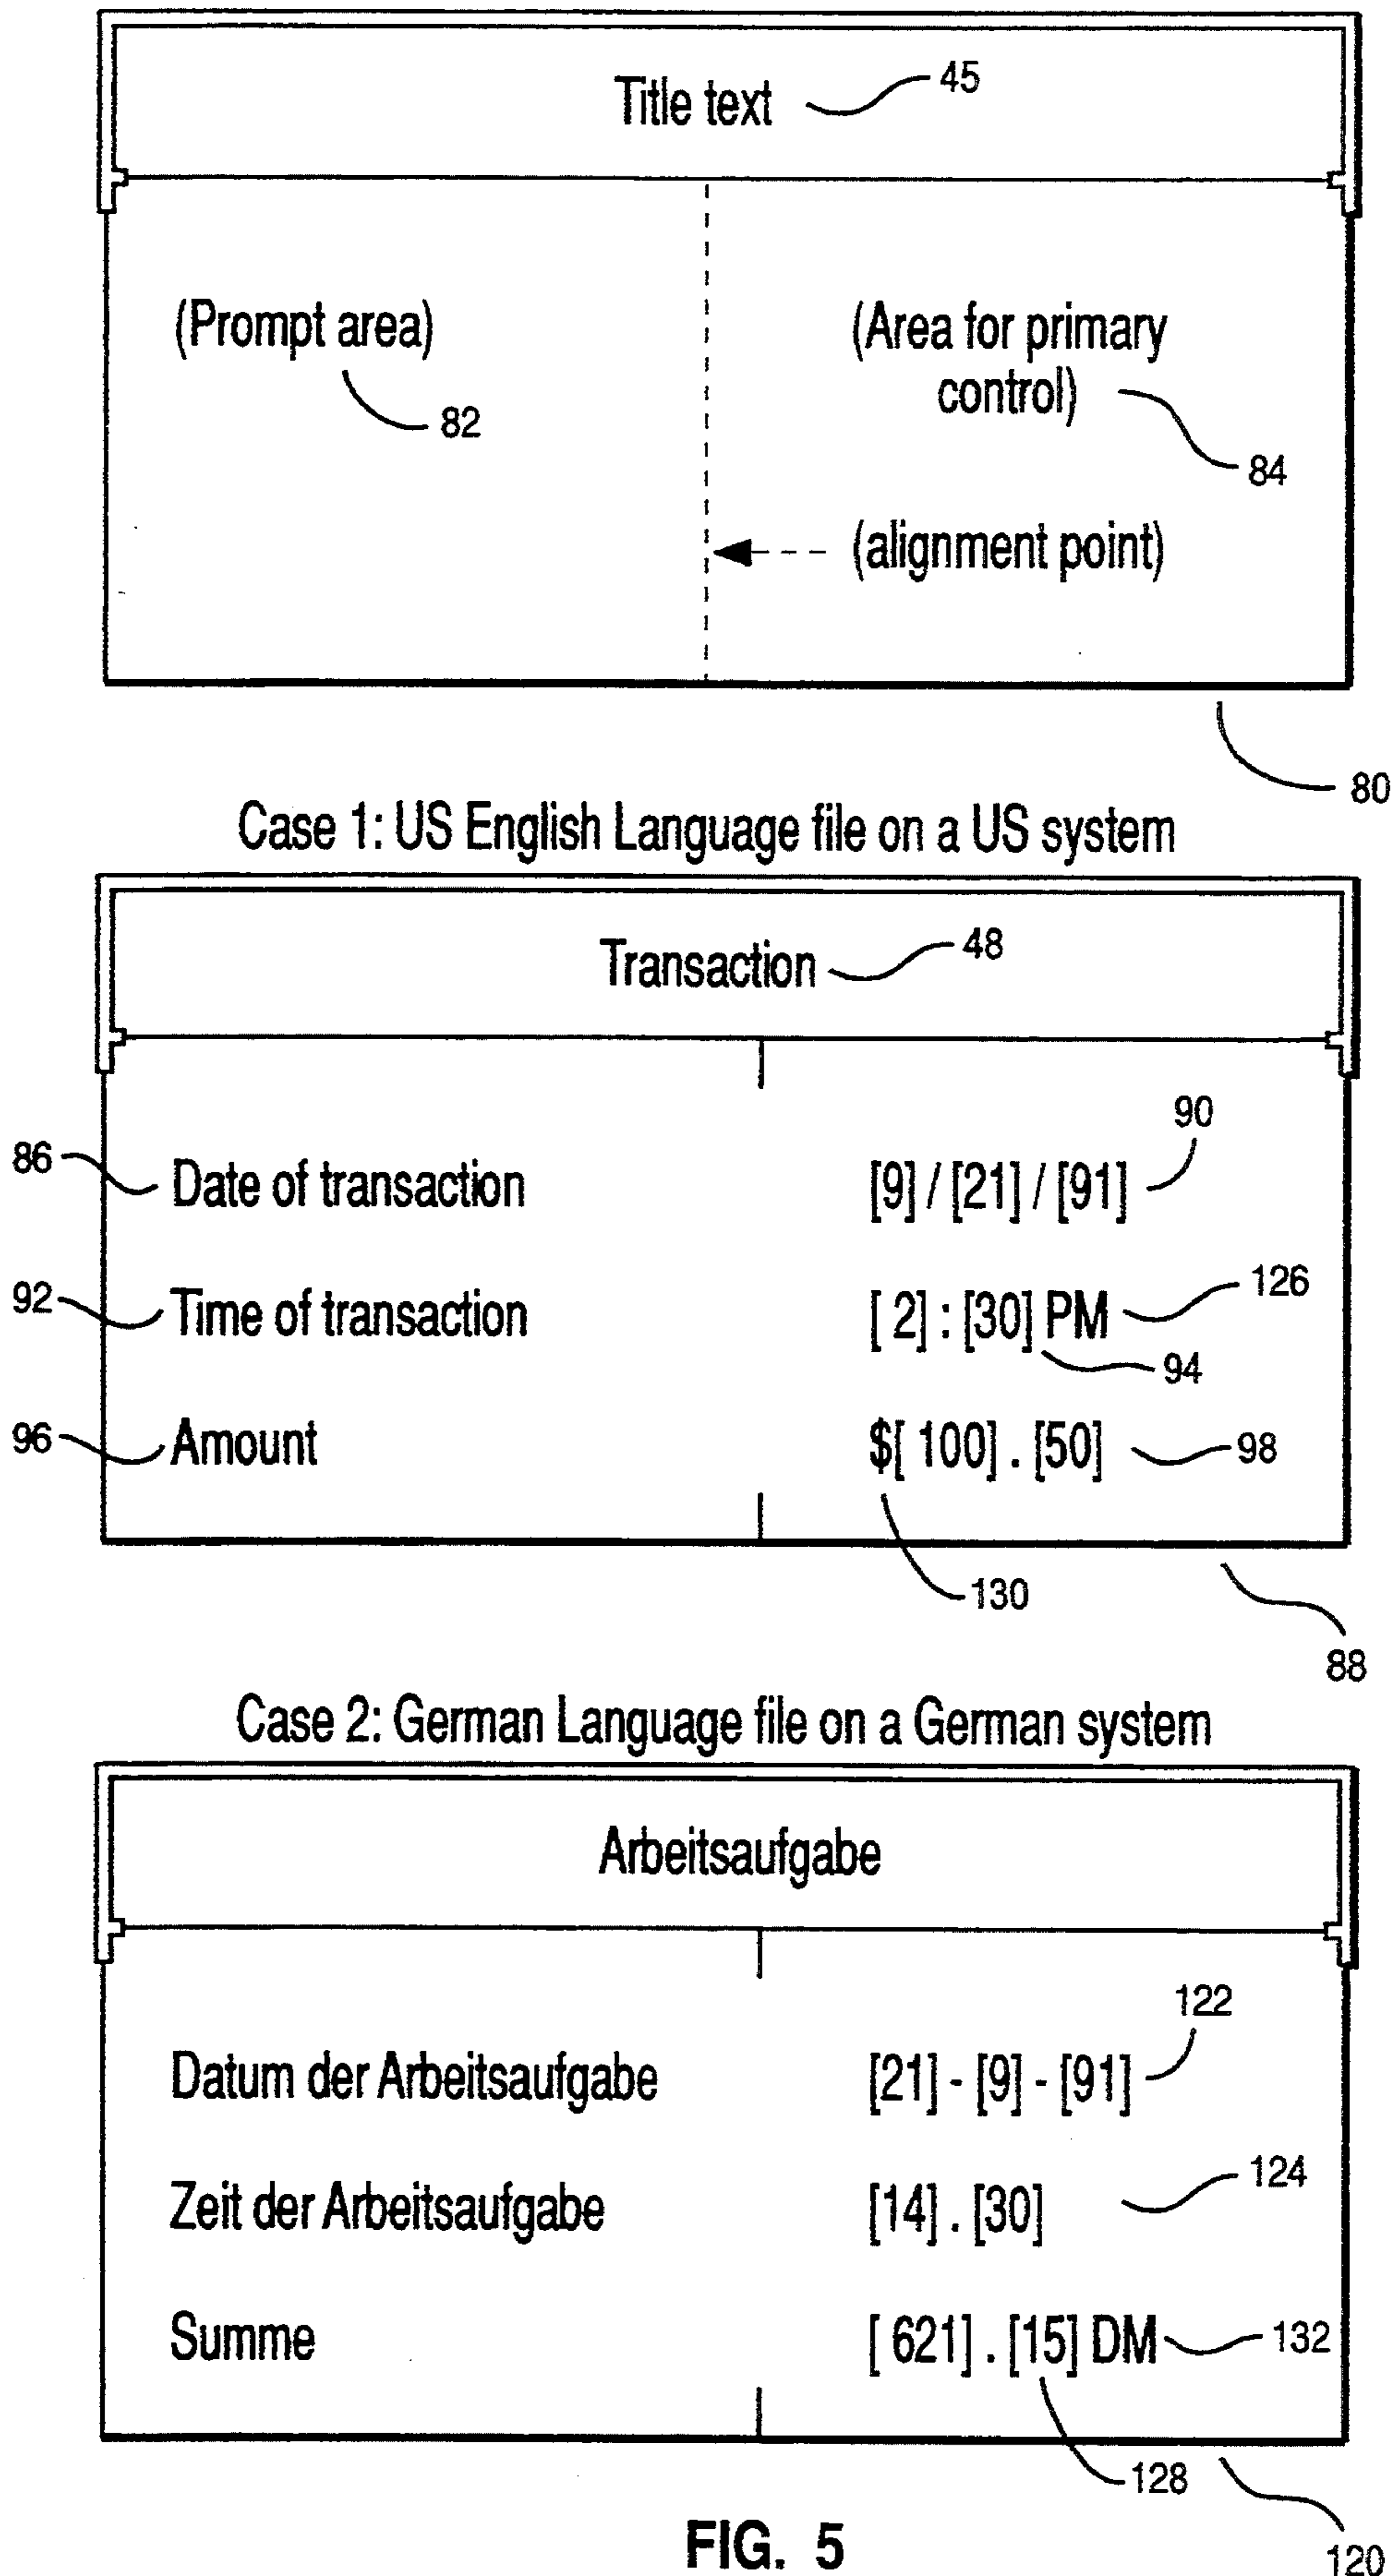 Title text 45
(Prompt area)
82
(Area for primary
control)
84
(alignment point)
80
Case 1: US English Language file on a US system
Transaction 48
90
86 Date of transaction [9] / [21] / [91]
92 Time of transaction [ 2] : [30] PM 126
94
96 Amount $[ 100] . [50] 98
130
88
Case 2: German Language file on a German system
Arbeitsaufgabe
122
Datum der Arbeitsaufgabe [21] - [9] - [91]
124
Zeit der Arbeitsaufgabe [14] . [30]
Summe [ 621] . [15] DM 132
128
120
FIG. 5